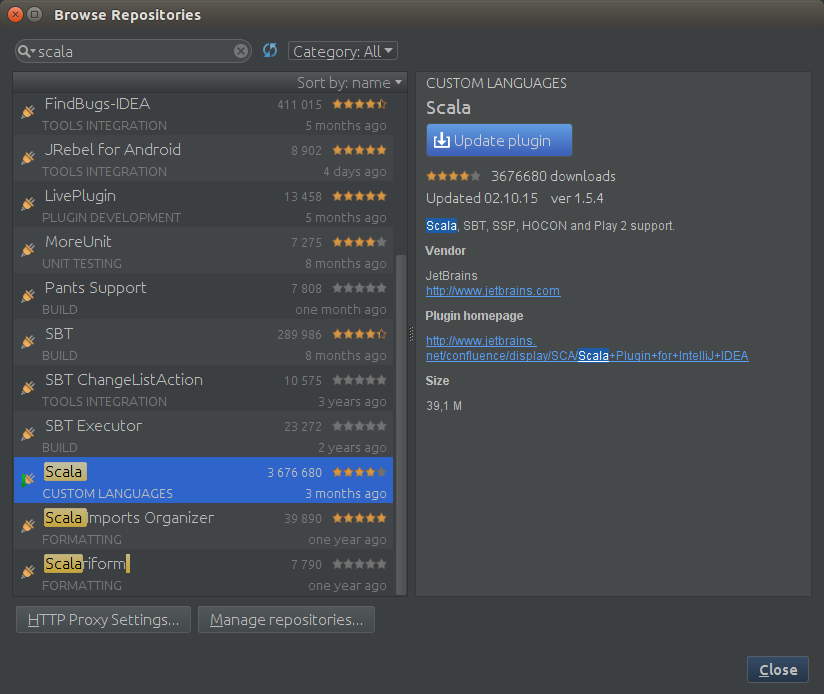 Browse Repositories
scala
Category: All
Sort by: name
FindBugs-IDEA 411 015
TOOLS INTEGRATION 5 months ago
JRebel for Android 8 902
TOOLS INTEGRATION 4 days ago
LivePlugin 13 458
PLUGIN DEVELOPMENT 5 months ago
MoreUnit 7 275
UNIT TESTING 8 months ago
Pants Support 7 808
BUILD one month ago
SBT 289 986
BUILD 8 months ago
SBT ChangeListAction 10 575
TOOLS INTEGRATION 3 years ago
SBT Executor 23 272
BUILD 2 years ago
Scala 3 676 680
CUSTOM LANGUAGES 3 months ago
Scala Imports Organizer 39 890
FORMATTING one year ago
Scalariform 7 790
FORMATTING one year ago
HTTP Proxy Settings...
Manage repositories...
CUSTOM LANGUAGES
Scala
Update plugin
3676680 downloads
Updated 02.10.15 ver 1.5.4
Scala, SBT, SSP, HOCON and Play 2 support.
Vendor
JetBrains
http://www.jetbrains.com
Plugin homepage
http://www.jetbrains.
net/confluence/display/SCA/Scala+Plugin+for+IntelliJ+IDEA
Size
39,1 M
Close